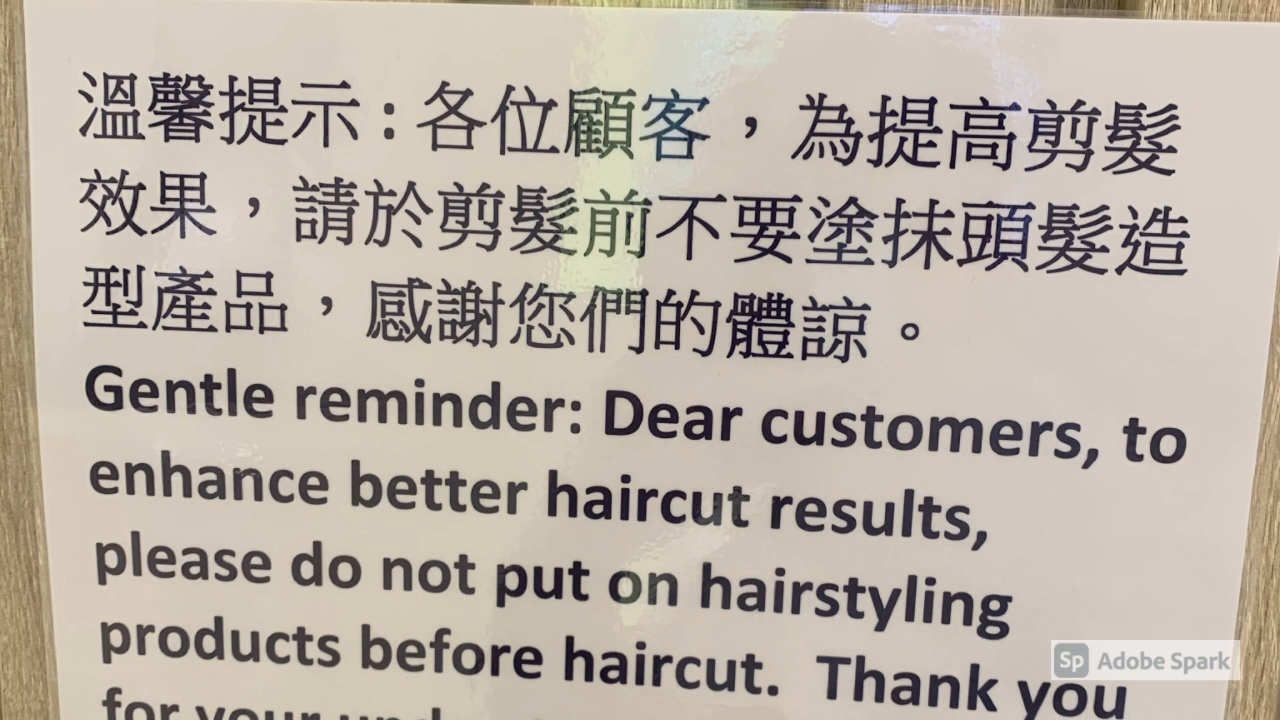 溫馨提示：各位顧客，為提高剪髮
效果，請於剪髮前不要塗抹頭髮造
型產品，感謝您們的體諒。
Gentle reminder: Dear customers, to
enhance better haircut results,
please do not put on hairstyling
products before haircut. Thank you
for your
Sp Adobe Spark